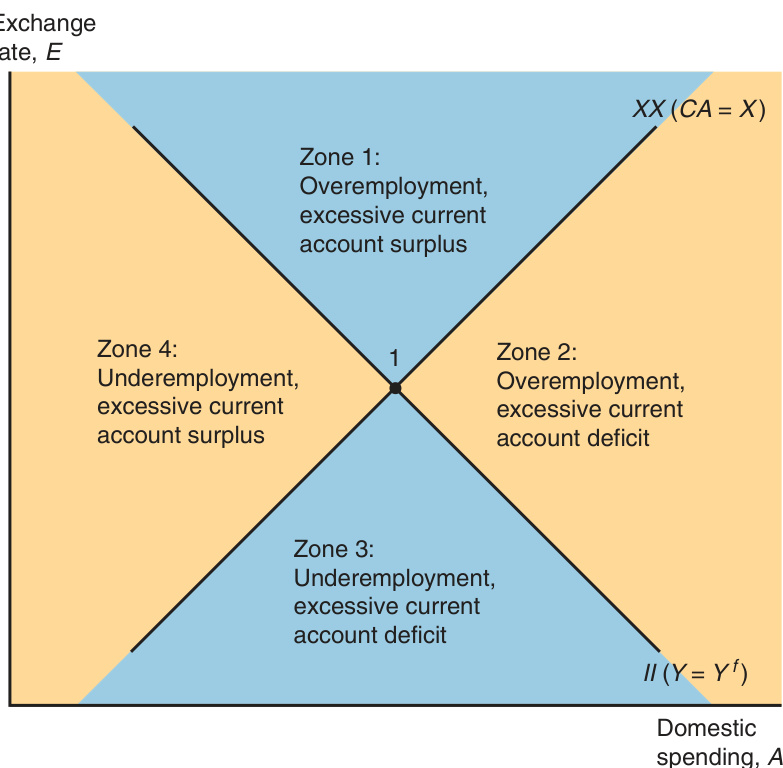 Exchange
ate, E
XX (CA = X)
Zone 1:
Overemployment,
excessive current
account surplus
1
Zone 4:
Underemployment,
excessive current
account surplus
Zone 2:
Overemployment,
excessive current
account deficit
Zone 3:
Underemployment,
excessive current
account deficit
II (Y = Y^f)
Domestic
spending, A